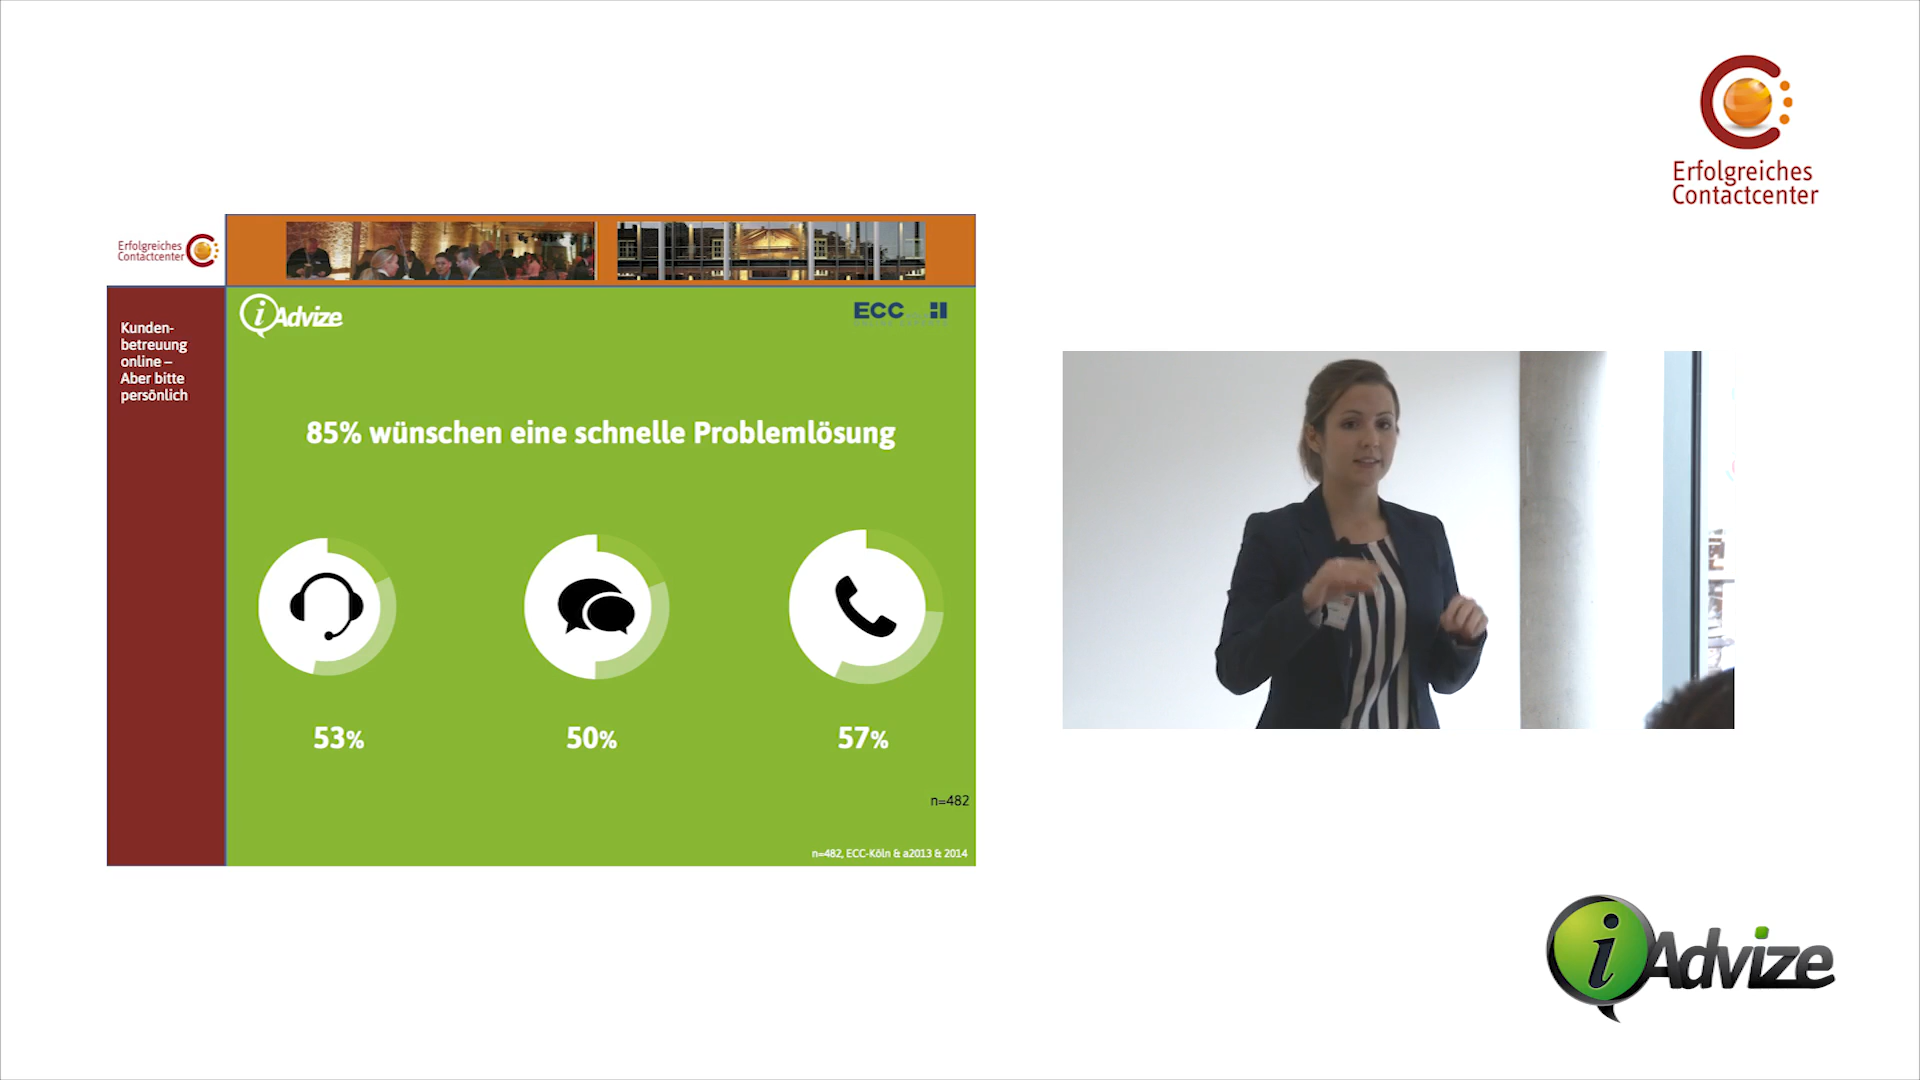 Erfolgreiches
Contactcenter
Erfolgreiches
Contactcenter
Kunden-
betreuung
online –
Aber bitte
persönlich
iAdvize
ECC
85% wünschen eine schnelle Problemlösung
53%
50%
57%
n=482
n=482, ECC-Köln & a2013 & 2014
iAdvize